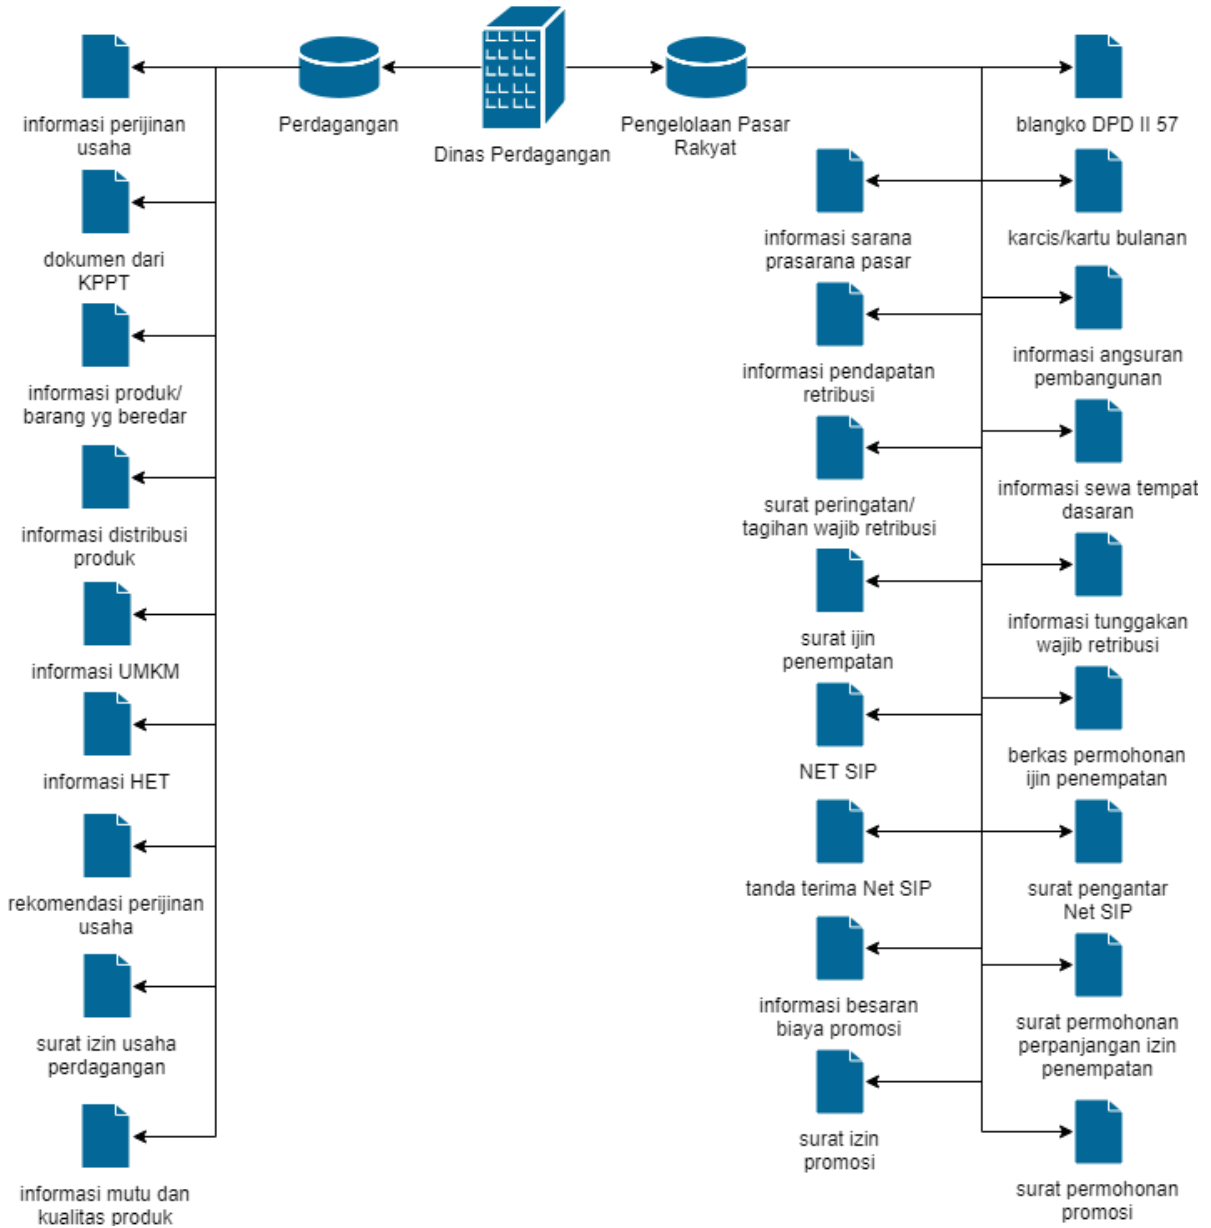 Dinas Perdagangan
Perdagangan
informasi perijinan
usaha
dokumen dari
KPPT
informasi produk/
barang yg beredar
informasi distribusi
produk
informasi UMKM
informasi HET
rekomendasi perijinan
usaha
surat izin usaha
perdagangan
informasi mutu dan
kualitas produk
Pengelolaan Pasar
Rakyat
informasi sarana
prasarana pasar
informasi pendapatan
retribusi
surat peringatan/
tagihan wajib retribusi
surat ijin
penempatan
NET SIP
tanda terima Net SIP
informasi besaran
biaya promosi
surat izin
promosi
blangko DPD II 57
karcis/kartu bulanan
informasi angsuran
pembangunan
informasi sewa tempat
dasaran
informasi tunggakan
wajib retribusi
berkas permohonan
ijin penempatan
surat pengantar
Net SIP
surat permohonan
perpanjangan izin
penempatan
surat permohonan
promosi